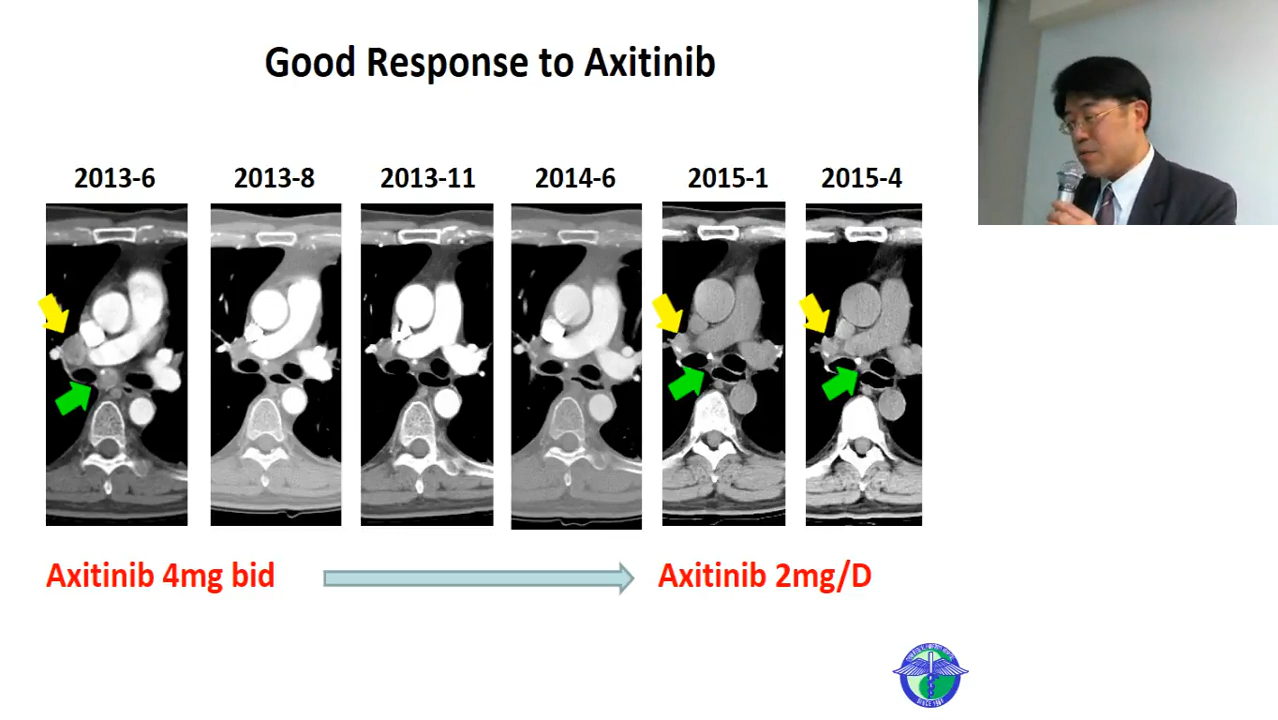 Good Response to Axitinib
2013-6 2013-8 2013-11 2014-6 2015-1 2015-4
Axitinib 4mg bid Axitinib 2mg/D